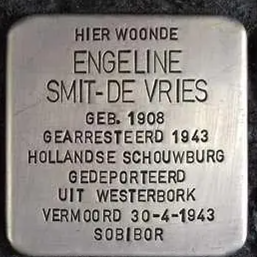 HIER WOONDE
ENGELINE
SMIT-DE VRIES
GEB. 1908
GEARRESTEERD 1943
HOLLANDSE SCHOUWBURG
GEDEPORTEERD
UIT WESTERBORK
VERMOORD 30-4-1943
SOBIBOR